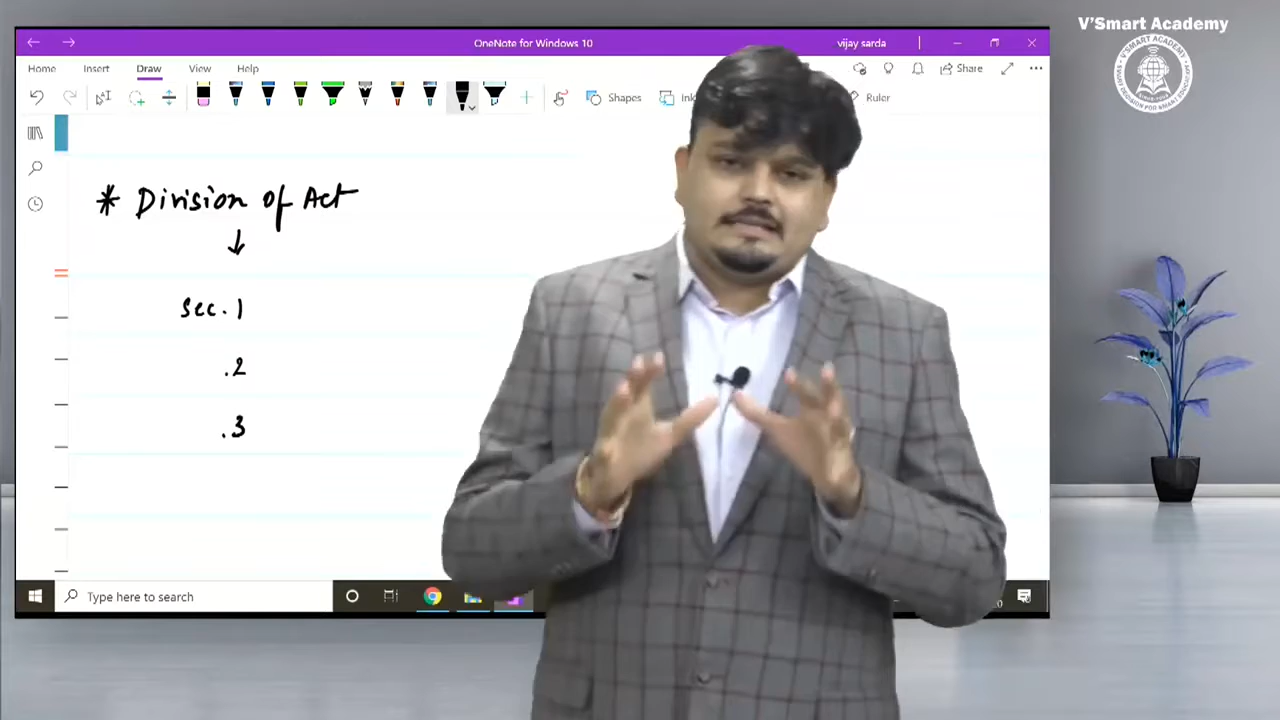 V'Smart Academy
OneNote for Windows 10
vijay sarda
Home Insert Draw View Help
Share
Shapes
Ruler
* Division of Act
↓
Sec. 1
.2
.3
Type here to search